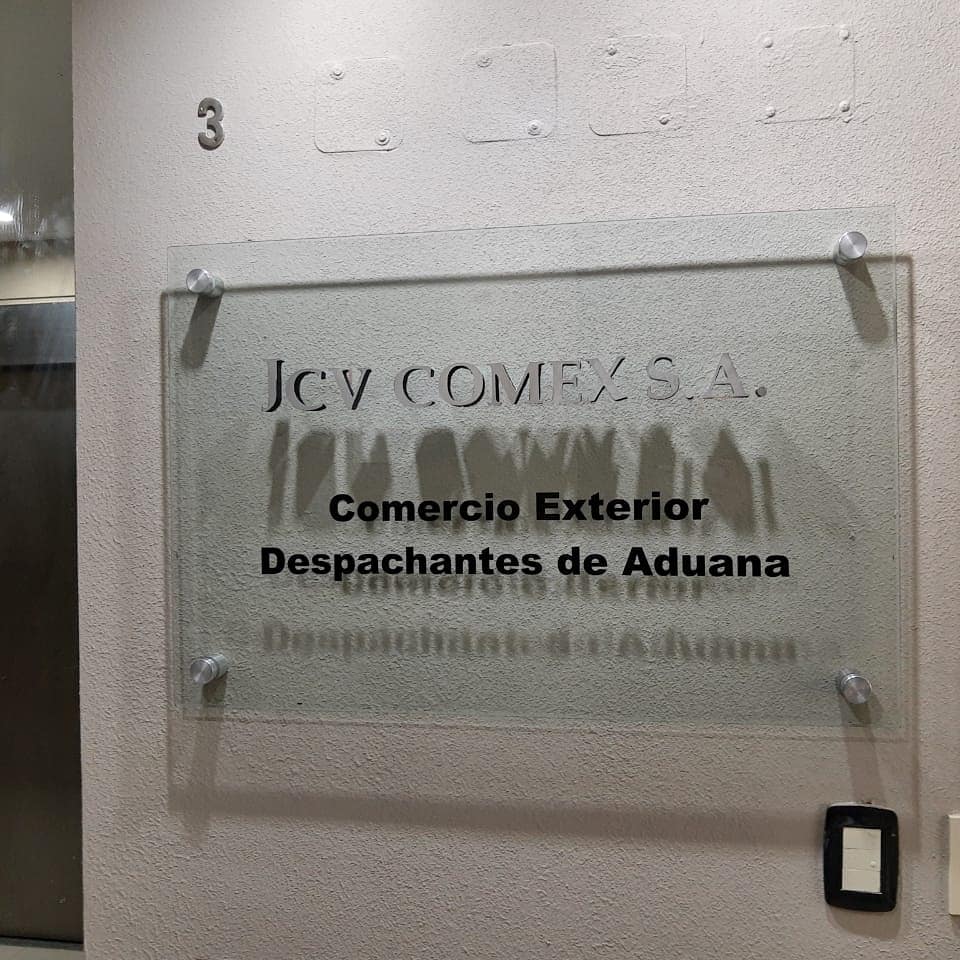 3
JCV COMEX S.A.
Comercio Exterior
Despachantes de Aduana